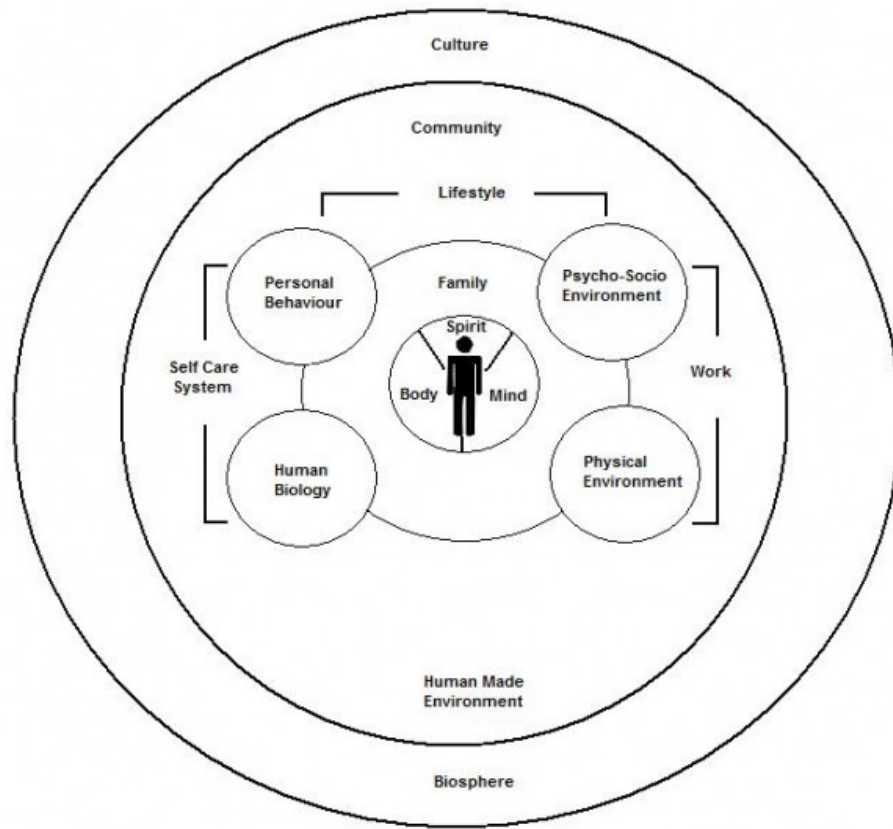 Culture
Community
Lifestyle
Personal
Behaviour
Psycho-Socio
Environment
Family
Spirit
Self Care
System
Body
Mind
Work
Human
Biology
Physical
Environment
Human Made
Environment
Biosphere